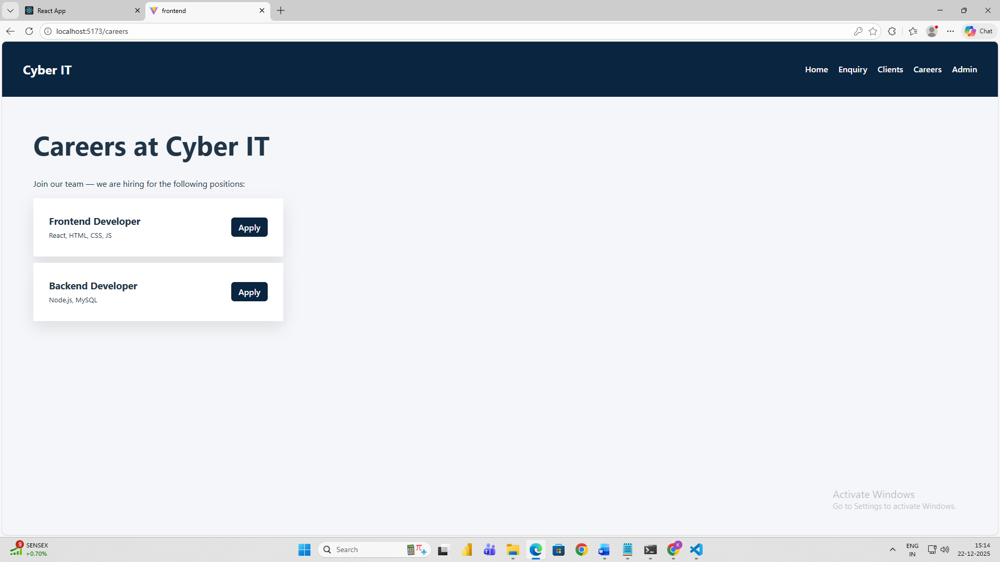 React App
frontend
localhost:5173/careers
Chat
Cyber IT
Home Enquiry Clients Careers Admin
Careers at Cyber IT
Join our team — we are hiring for the following positions:
Frontend Developer
React, HTML, CSS, JS
Apply
Backend Developer
Node.js, MySQL
Apply
Activate Windows
Go to Settings to activate Windows.
9
SENSEX
+0.70%
Search
K
ENG
IN
15:14
22-12-2025